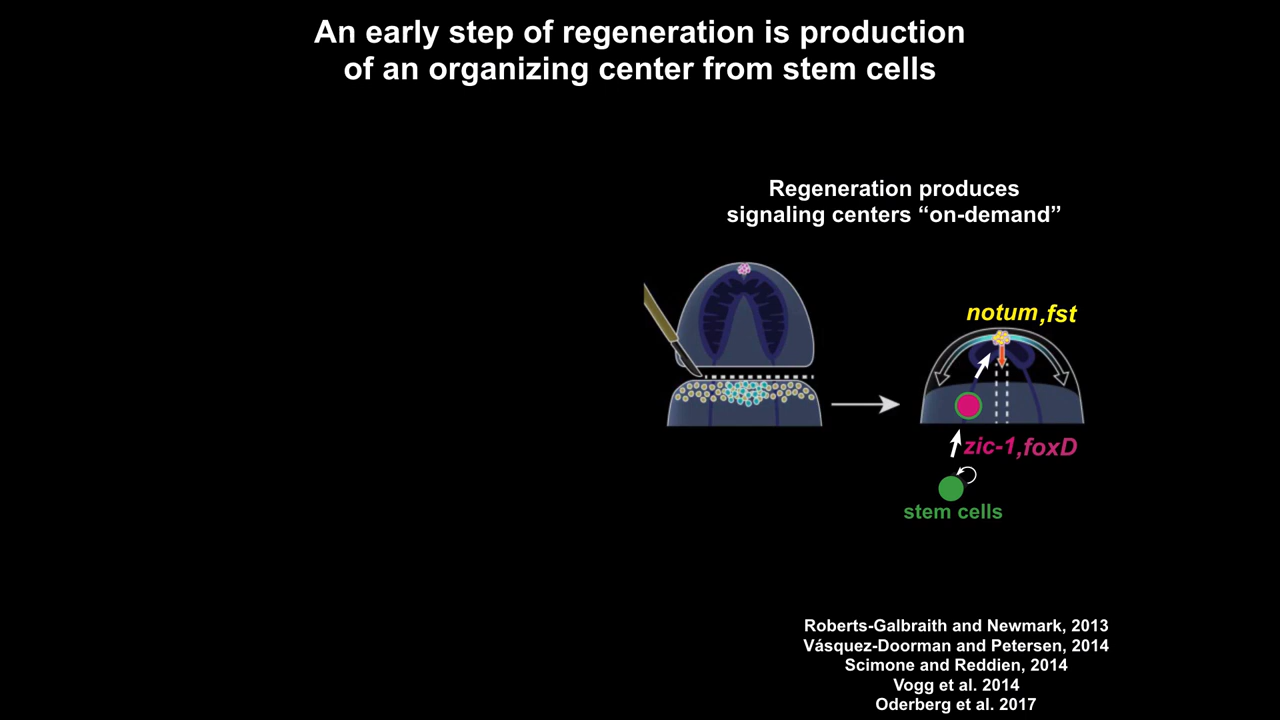 An early step of regeneration is production
of an organizing center from stem cells
Regeneration produces
signaling centers “on-demand”
notum,fst
zic-1,foxD
stem cells
Roberts-Galbraith and Newmark, 2013
Vásquez-Doorman and Petersen, 2014
Scimone and Reddien, 2014
Vogg et al. 2014
Oderberg et al. 2017